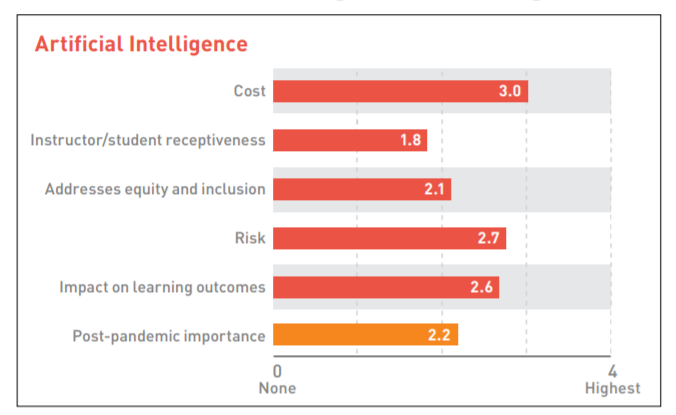 Artificial Intelligence
Cost 3.0
Instructor/student receptiveness 1.8
Addresses equity and inclusion 2.1
Risk 2.7
Impact on learning outcomes 2.6
Post-pandemic importance 2.2
0 4
None Highest